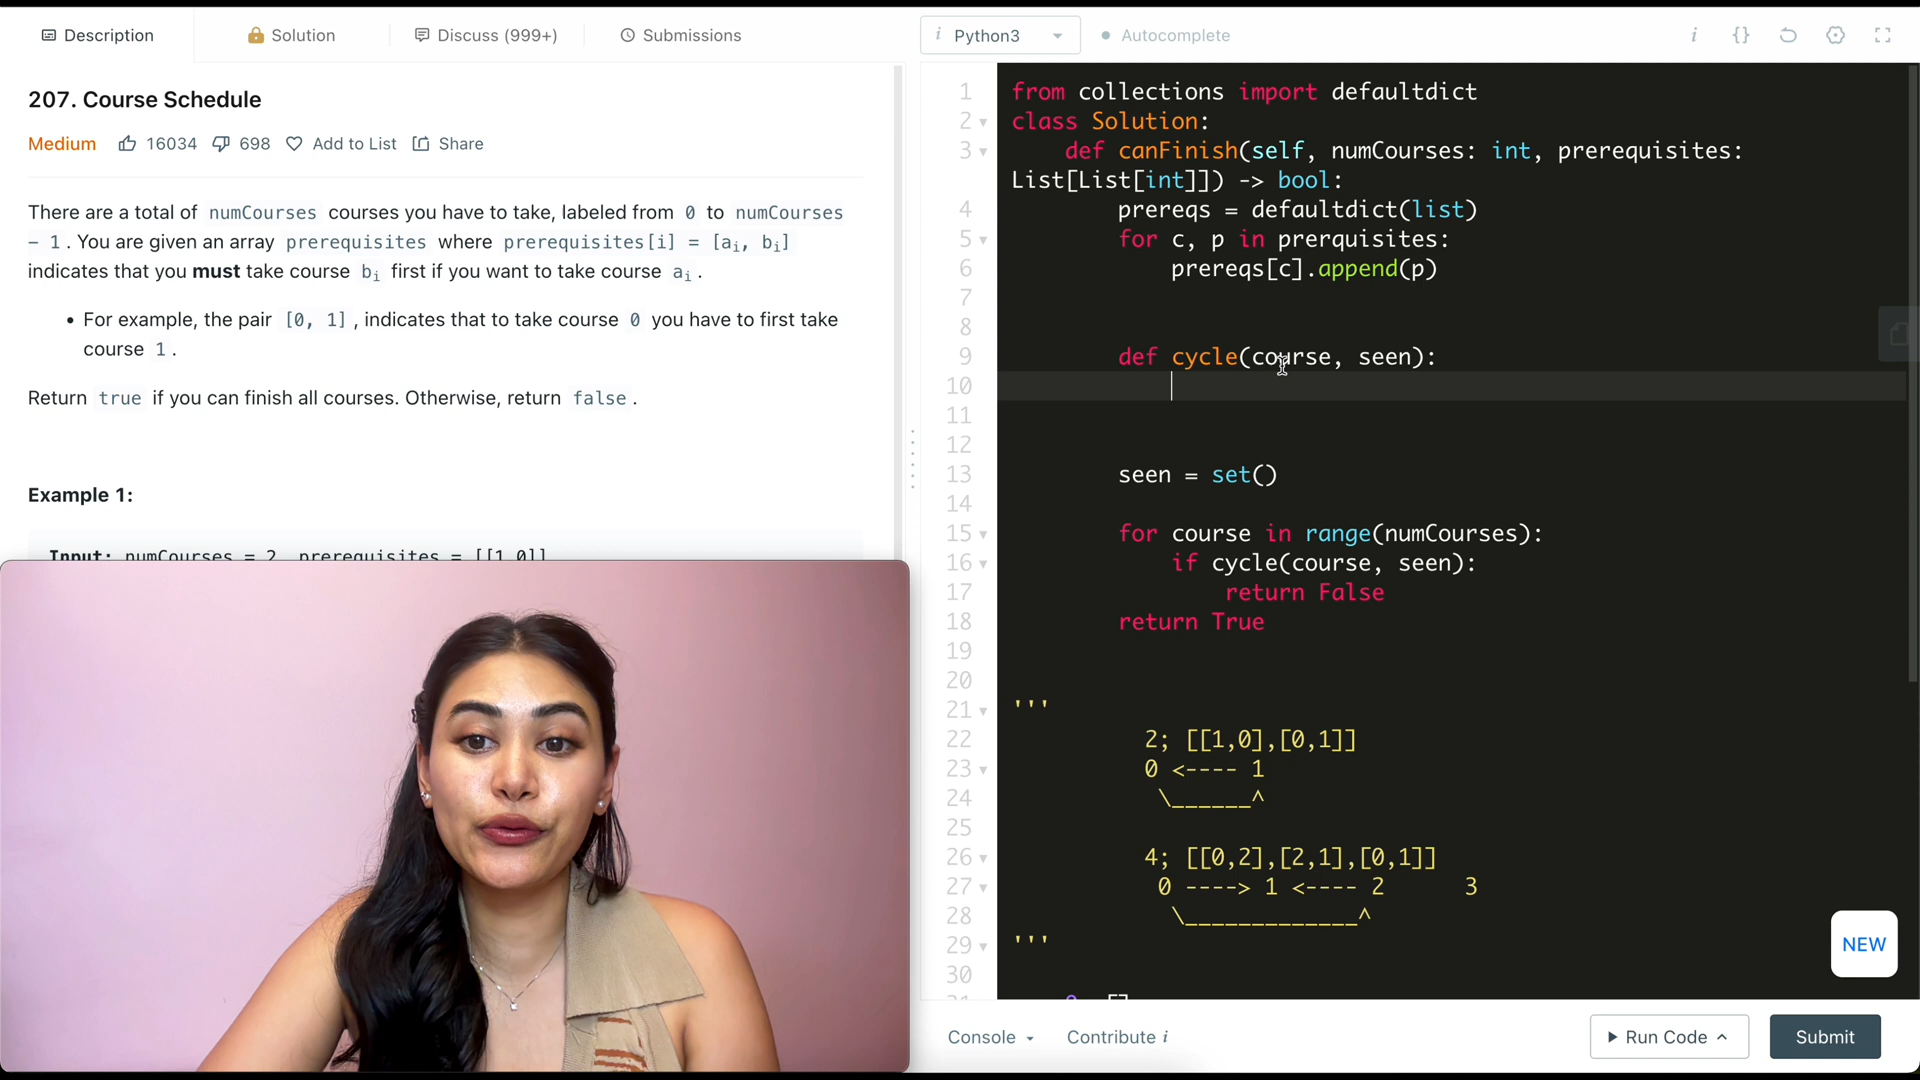 Description
Solution
Discuss (999+)
Submissions
207. Course Schedule
Medium 16034 698 Add to List Share
There are a total of numCourses courses you have to take, labeled from 0 to numCourses
- 1. You are given an array prerequisites where prerequisites[i] = [ai, bi]
indicates that you must take course bi first if you want to take course ai.
• For example, the pair [0, 1], indicates that to take course 0 you have to first take
course 1.
Return true if you can finish all courses. Otherwise, return false.
Example 1:
Input: numCourses = 2, prerequisites = [[1,0]]
i Python3
Autocomplete
i {}
1 from collections import defaultdict
2 class Solution:
3     def canFinish(self, numCourses: int, prerequisites:
List[List[int]]) -> bool:
4         prereqs = defaultdict(list)
5         for c, p in prerquisites:
6             prereqs[c].append(p)
7
8
9         def cycle(course, seen):
10
11
12
13         seen = set()
14
15         for course in range(numCourses):
16             if cycle(course, seen):
17                 return False
18         return True
19
20
21 '''
22          2; [[1,0],[0,1]]
23          0 <---- 1
24           \______^
25
26          4; [[0,2],[2,1],[0,1]]
27           0 ----> 1 <---- 2      3
28            \_____________^
29 '''
30
NEW
Console
Contribute i
Run Code
Submit